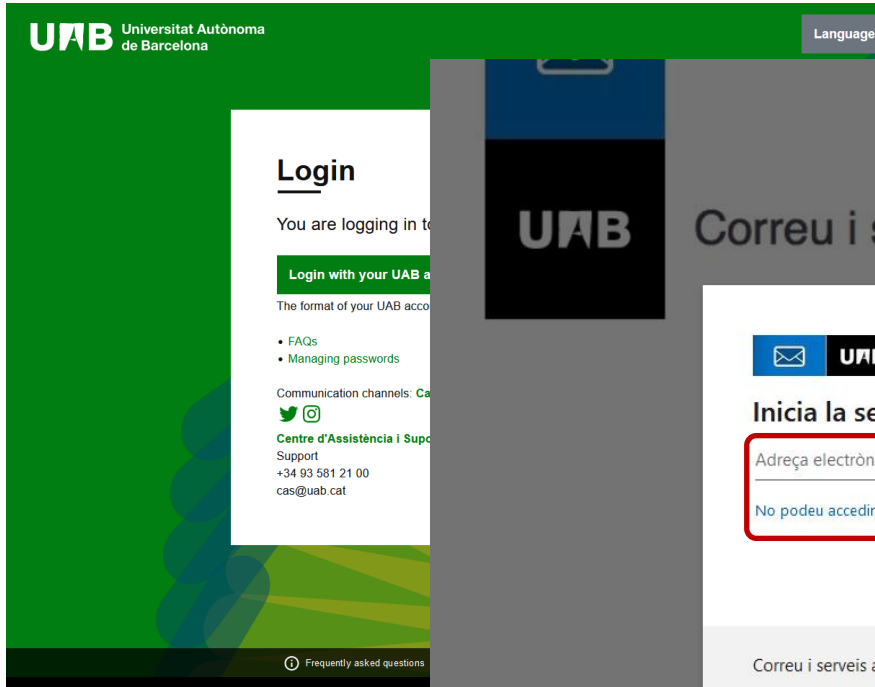 UAB Universitat Autònoma
de Barcelona
Language
Login
You are logging in to
Login with your UAB a
The format of your UAB acco
• FAQs
• Managing passwords
Communication channels: Ca
Centre d'Assistència i Supo
Support
+34 93 581 21 00
cas@uab.cat
Frequently asked questions
UAB
Correu i s
UAB
Inicia la se
Adreça electròn
No podeu accedir
Correu i serveis a